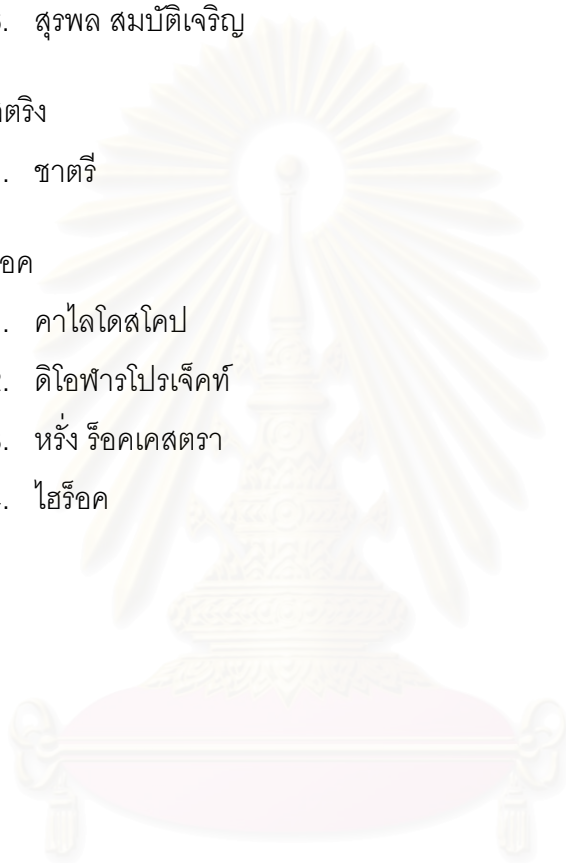 . สุรพล สมบัติเจริญ
ตริง
. ชาตรี
อค
. คาไลโดสโคป
. ดิโอฬารโปรเจ็คท์
. หรั่ง ร็อคเคสตรา
. ไฮร็อค